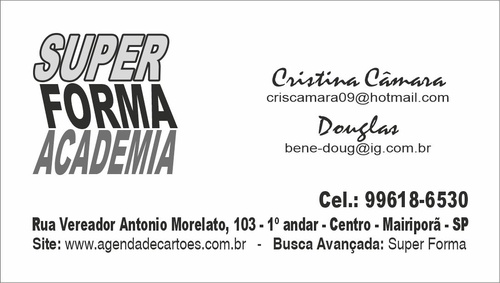 SUPER
FORMA
ACADEMIA
Cristina Câmara
criscamara09@hotmail.com
Douglas
bene-doug@ig.com.br
Cel.: 99618-6530
Rua Vereador Antonio Morelato, 103 - 1º andar - Centro - Mairiporã - SP
Site: www.agendadecartoes.com.br - Busca Avançada: Super Forma